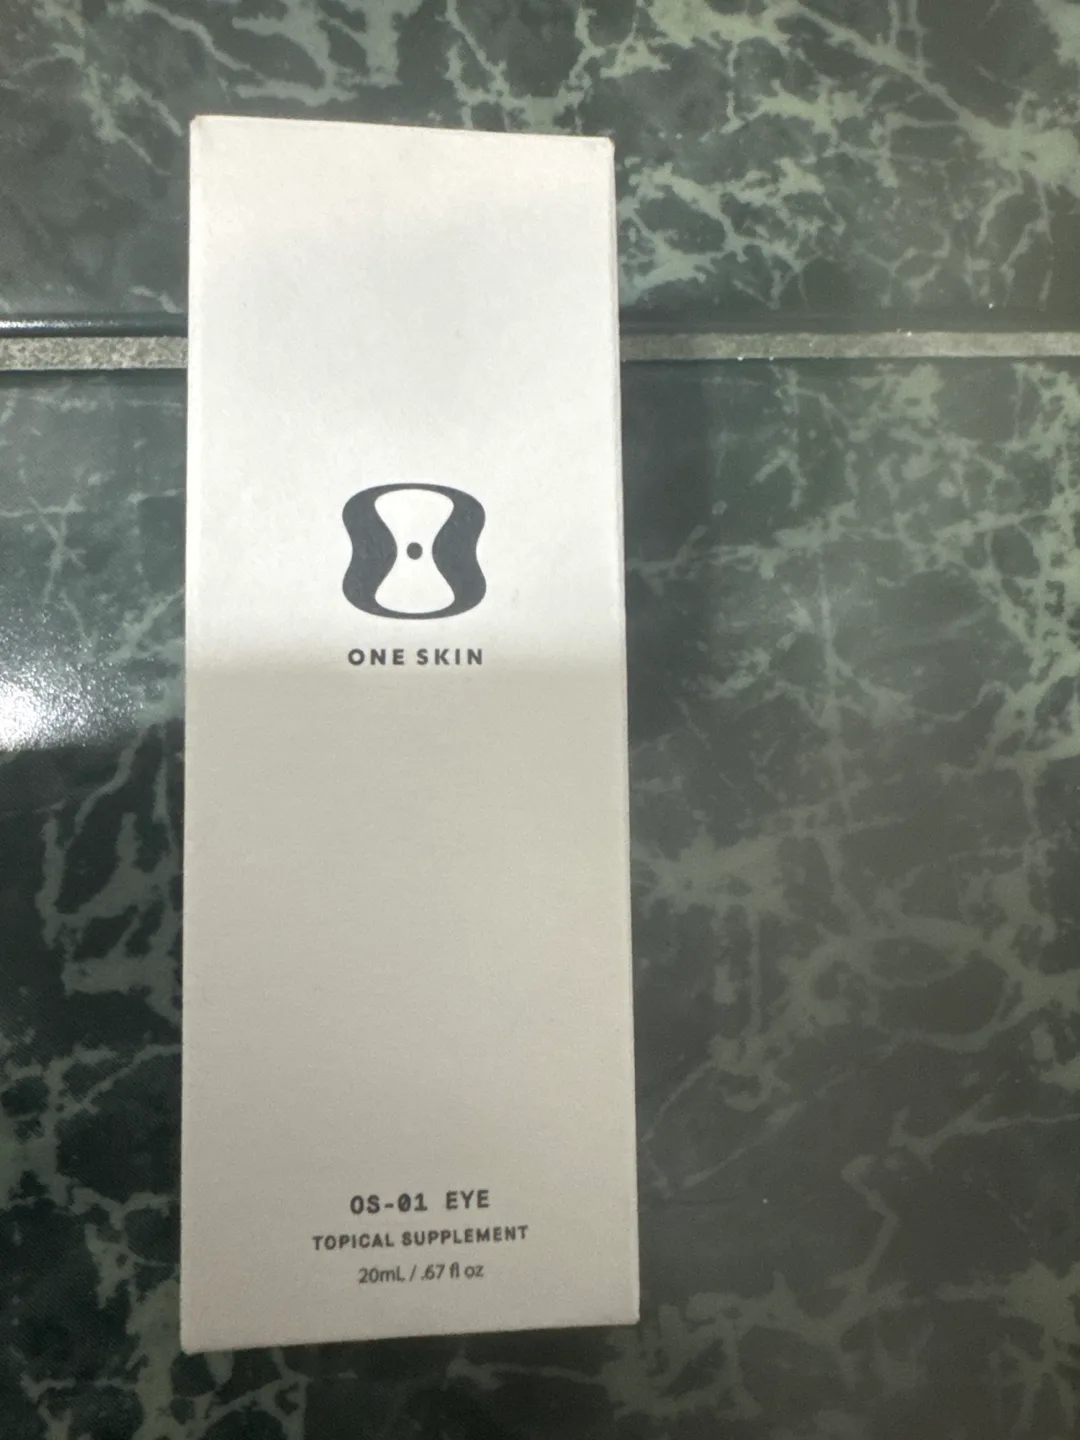 ONE SKIN
OS-01 EYE
TOPICAL SUPPLEMENT
20mL / .67 fl oz